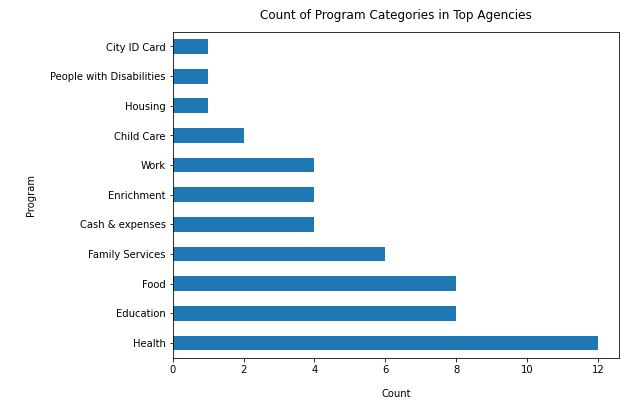 Count of Program Categories in Top Agencies
City ID Card
People with Disabilities
Housing
Child Care
Work
Enrichment
Cash & expenses
Family Services
Food
Education
Health
Program
0 2 4 6 8 10 12
Count